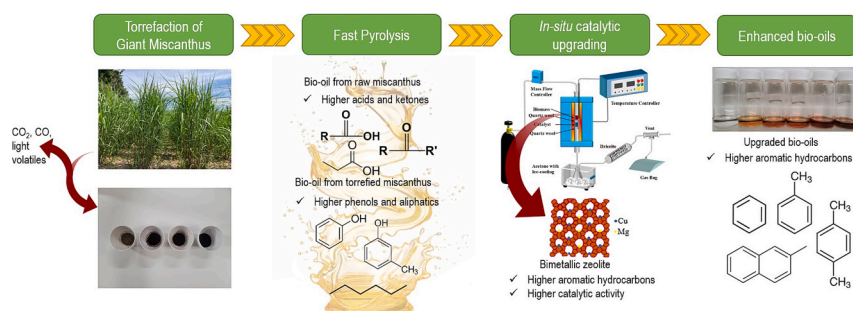 Torrefaction of
Giant Miscanthus
Fast Pyrolysis
In-situ catalytic
upgrading
Enhanced bio-oils
CO2, CO,
light
volatiles
Bio-oil from raw miscanthus
✓ Higher acids and ketones
R
O
OH
O
R
R'
O
OH
Bio-oil from torrefied miscanthus
✓ Higher phenols and aliphatics
OH
OH
CH3
Mass Flow
Controller
Temperature Controller
Biomass
Quartz wool
Catalyst
Quartz wool
Vent
Drierite
Acetone with
Ice-cooling
Gas Bag
Cu
Mg
Bimetallic zeolite
✓ Higher aromatic hydrocarbons
✓ Higher catalytic activity
Upgraded bio-oils
✓ Higher aromatic hydrocarbons
CH3
CH3
CH3